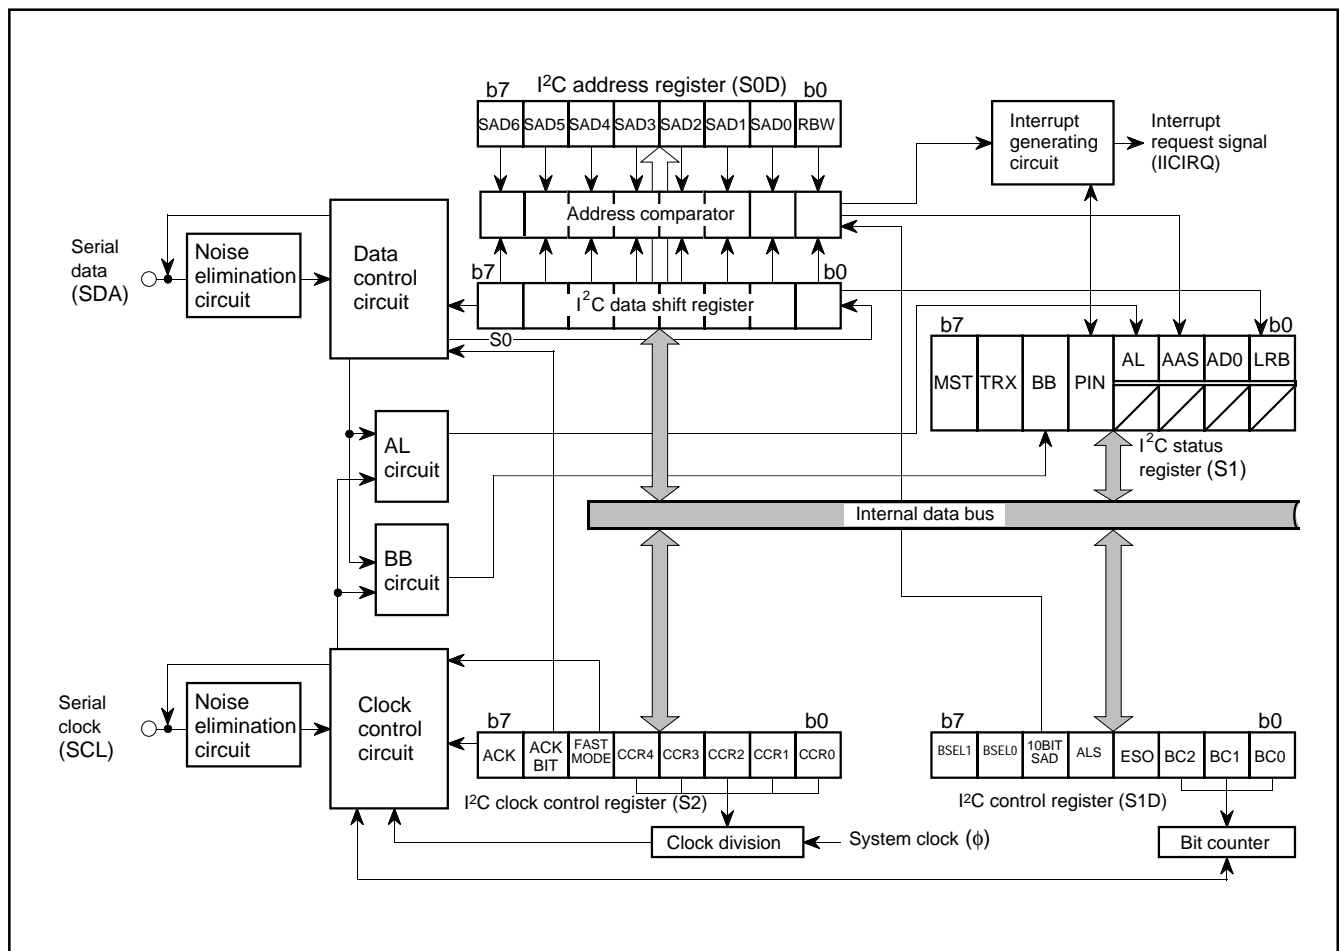 I²C address register (S0D)
b7 b0
SAD6 SAD5 SAD4 SAD3 SAD2 SAD1 SAD0 RBW
Interrupt
generating
circuit
Interrupt
request signal
(IICIRQ)
Address comparator
Serial
data
(SDA)
Noise
elimination
circuit
Data
control
circuit
b7 b0
I²C data shift register
S0
b7 b0
MST TRX BB PIN AL AAS AD0 LRB
I²C status
register (S1)
AL
circuit
Internal data bus
BB
circuit
Serial
clock
(SCL)
Noise
elimination
circuit
Clock
control
circuit
b7 b0
ACK ACK BIT FAST MODE CCR4 CCR3 CCR2 CCR1 CCR0
I²C clock control register (S2)
Clock division
System clock (ϕ)
b7 b0
BSEL1 BSEL0 10BIT SAD ALS ESO BC2 BC1 BC0
I²C control register (S1D)
Bit counter